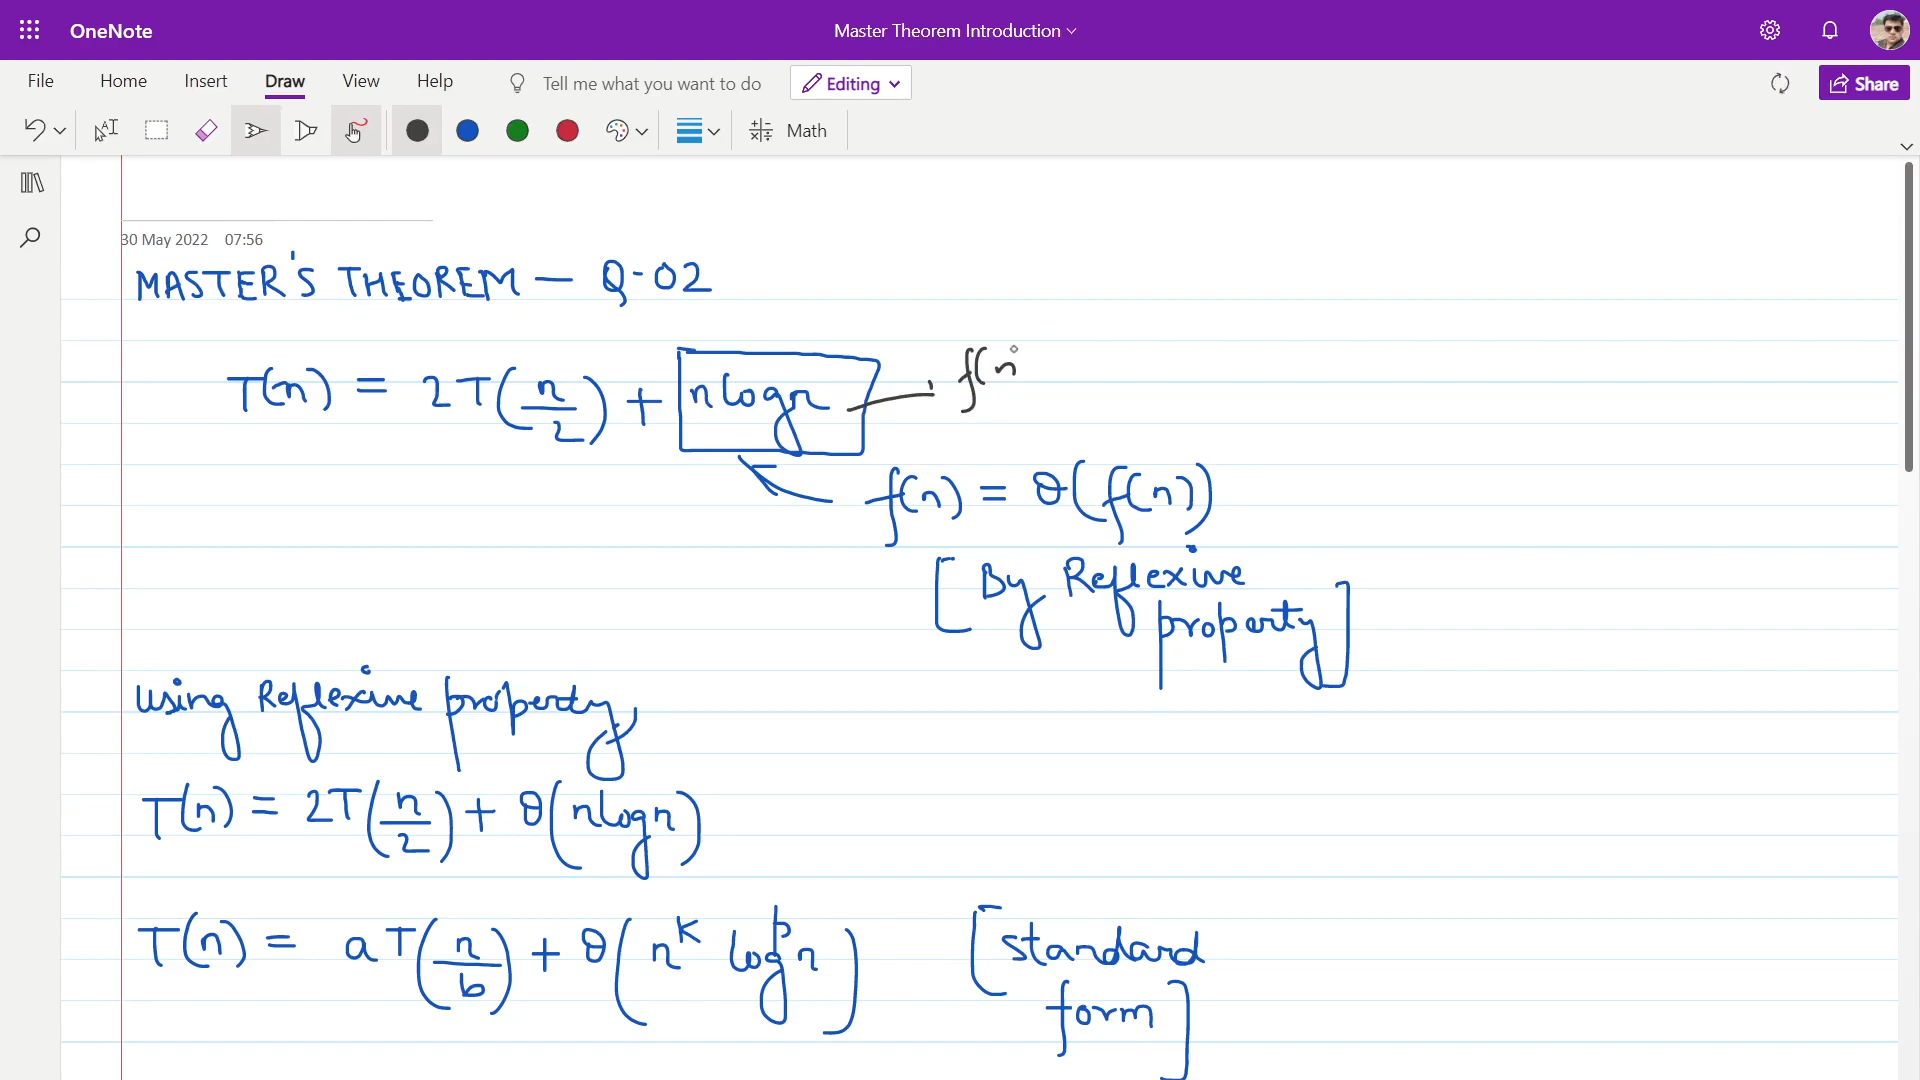 OneNote
Master Theorem Introduction
File Home Insert Draw View Help Tell me what you want to do Editing Share
Math
30 May 2022 07:56
MASTER'S THEOREM — Q-02
T(n) = 2T(n/2) + nlogn — f(n
f(n) = θ(f(n))
[By Reflexive
property]
Using Reflexive property,
T(n) = 2T(n/2) + θ(nlogn)
T(n) = aT(n/b) + θ(n^K log^p n) [standard
form]